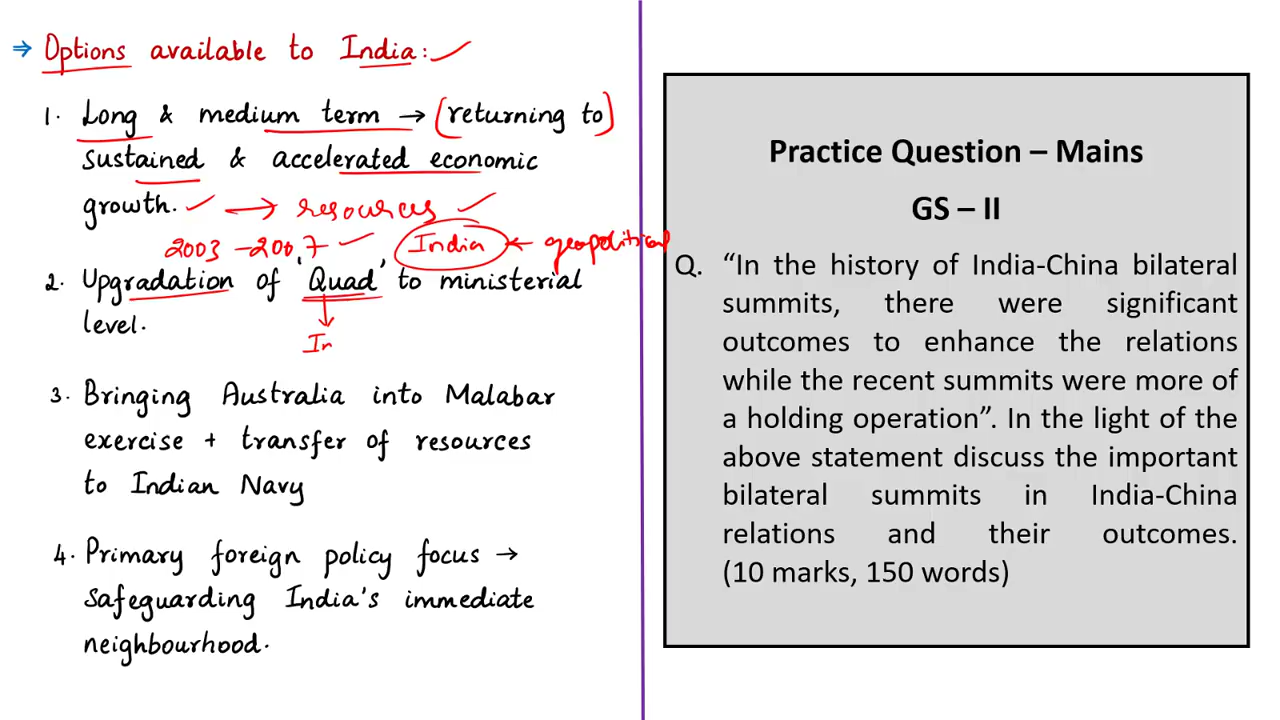 ⇒ Options available to India:
1. Long & medium term → (returning to)
sustained & accelerated economic
growth. → resources
2003 - 2007 India ← geopolitical
2. Upgradation of 'Quad' to ministerial
level.
In
3. Bringing Australia into Malabar
exercise + transfer of resources
to Indian Navy
4. Primary foreign policy focus →
safeguarding India's immediate
neighbourhood.
Practice Question – Mains
GS – II
Q. “In the history of India-China bilateral
summits, there were significant
outcomes to enhance the relations
while the recent summits were more of
a holding operation”. In the light of the
above statement discuss the important
bilateral summits in India-China
relations and their outcomes.
(10 marks, 150 words)